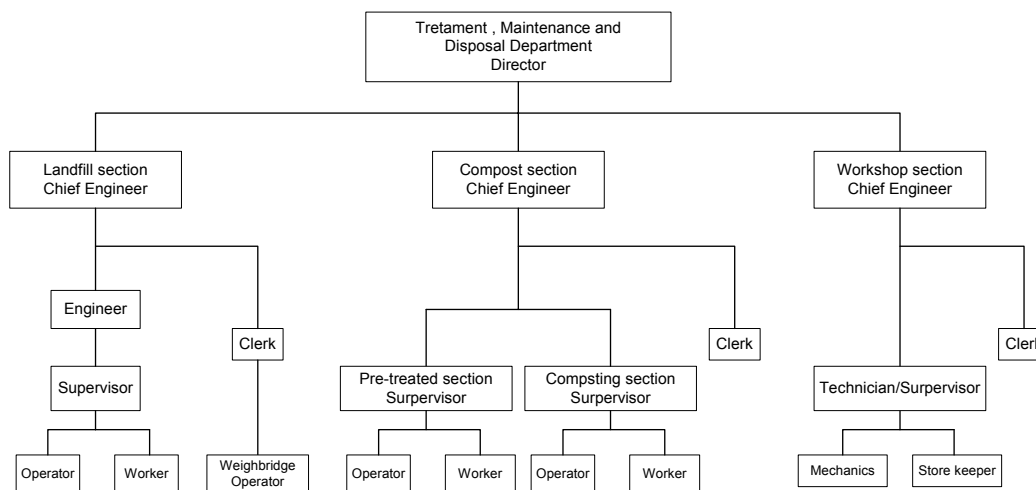 Tretament , Maintenance and
Disposal Department
Director
Landfill section
Chief Engineer
Compost section
Chief Engineer
Workshop section
Chief Engineer
Engineer
Clerk
Clerk
Clerk
Supervisor
Pre-treated section
Surpervisor
Compsting section
Surpervisor
Technician/Surpervisor
Operator
Worker
Weighbridge
Operator
Operator
Worker
Operator
Worker
Mechanics
Store keeper